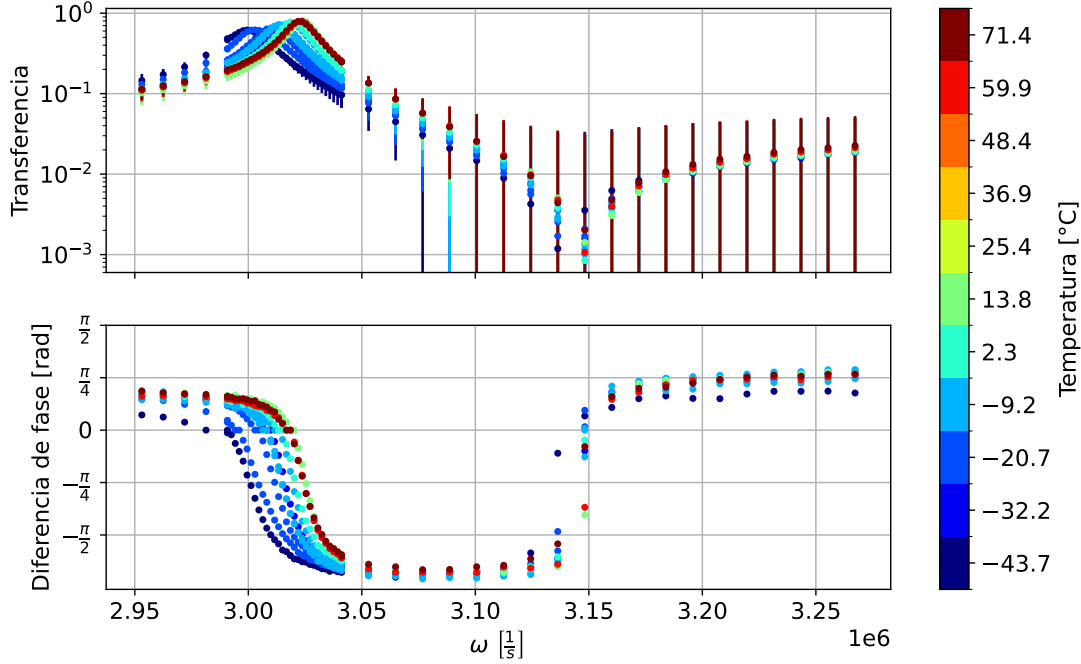 10⁰
10⁻¹
10⁻²
10⁻³
Transferencia
π/2
π/4
0
−π/4
−π/2
Diferencia de fase [rad]
2.95 3.00 3.05 3.10 3.15 3.20 3.25
1e6
ω [1/s]
71.4
59.9
48.4
36.9
25.4
13.8
2.3
−9.2
−20.7
−32.2
−43.7
Temperatura [°C]